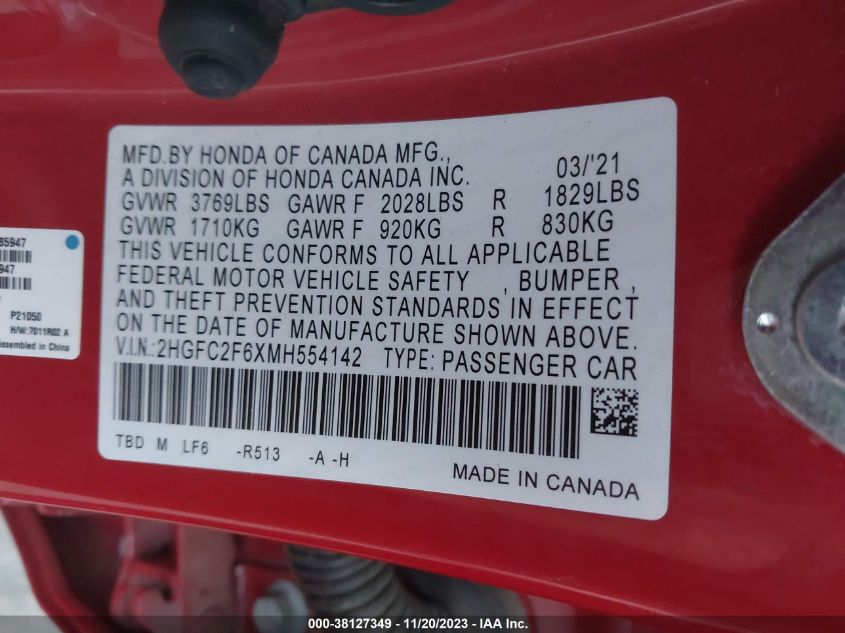 MFD.BY HONDA OF CANADA MFG., 03/'21
A DIVISION OF HONDA CANADA INC.
GVWR 3769LBS GAWR F 2028LBS R 1829LBS
GVWR 1710KG GAWR F 920KG R 830KG
THIS VEHICLE CONFORMS TO ALL APPLICABLE
FEDERAL MOTOR VEHICLE SAFETY , BUMPER ,
AND THEFT PREVENTION STANDARDS IN EFFECT
ON THE DATE OF MANUFACTURE SHOWN ABOVE.
V.I.N.:2HGFC2F6XMH554142 TYPE: PASSENGER CAR
TBD M LF6 -R513 -A -H
MADE IN CANADA
P21050
H/W:7011R02 A
Assembled in China
000-38127349 - 11/20/2023 - IAA Inc.